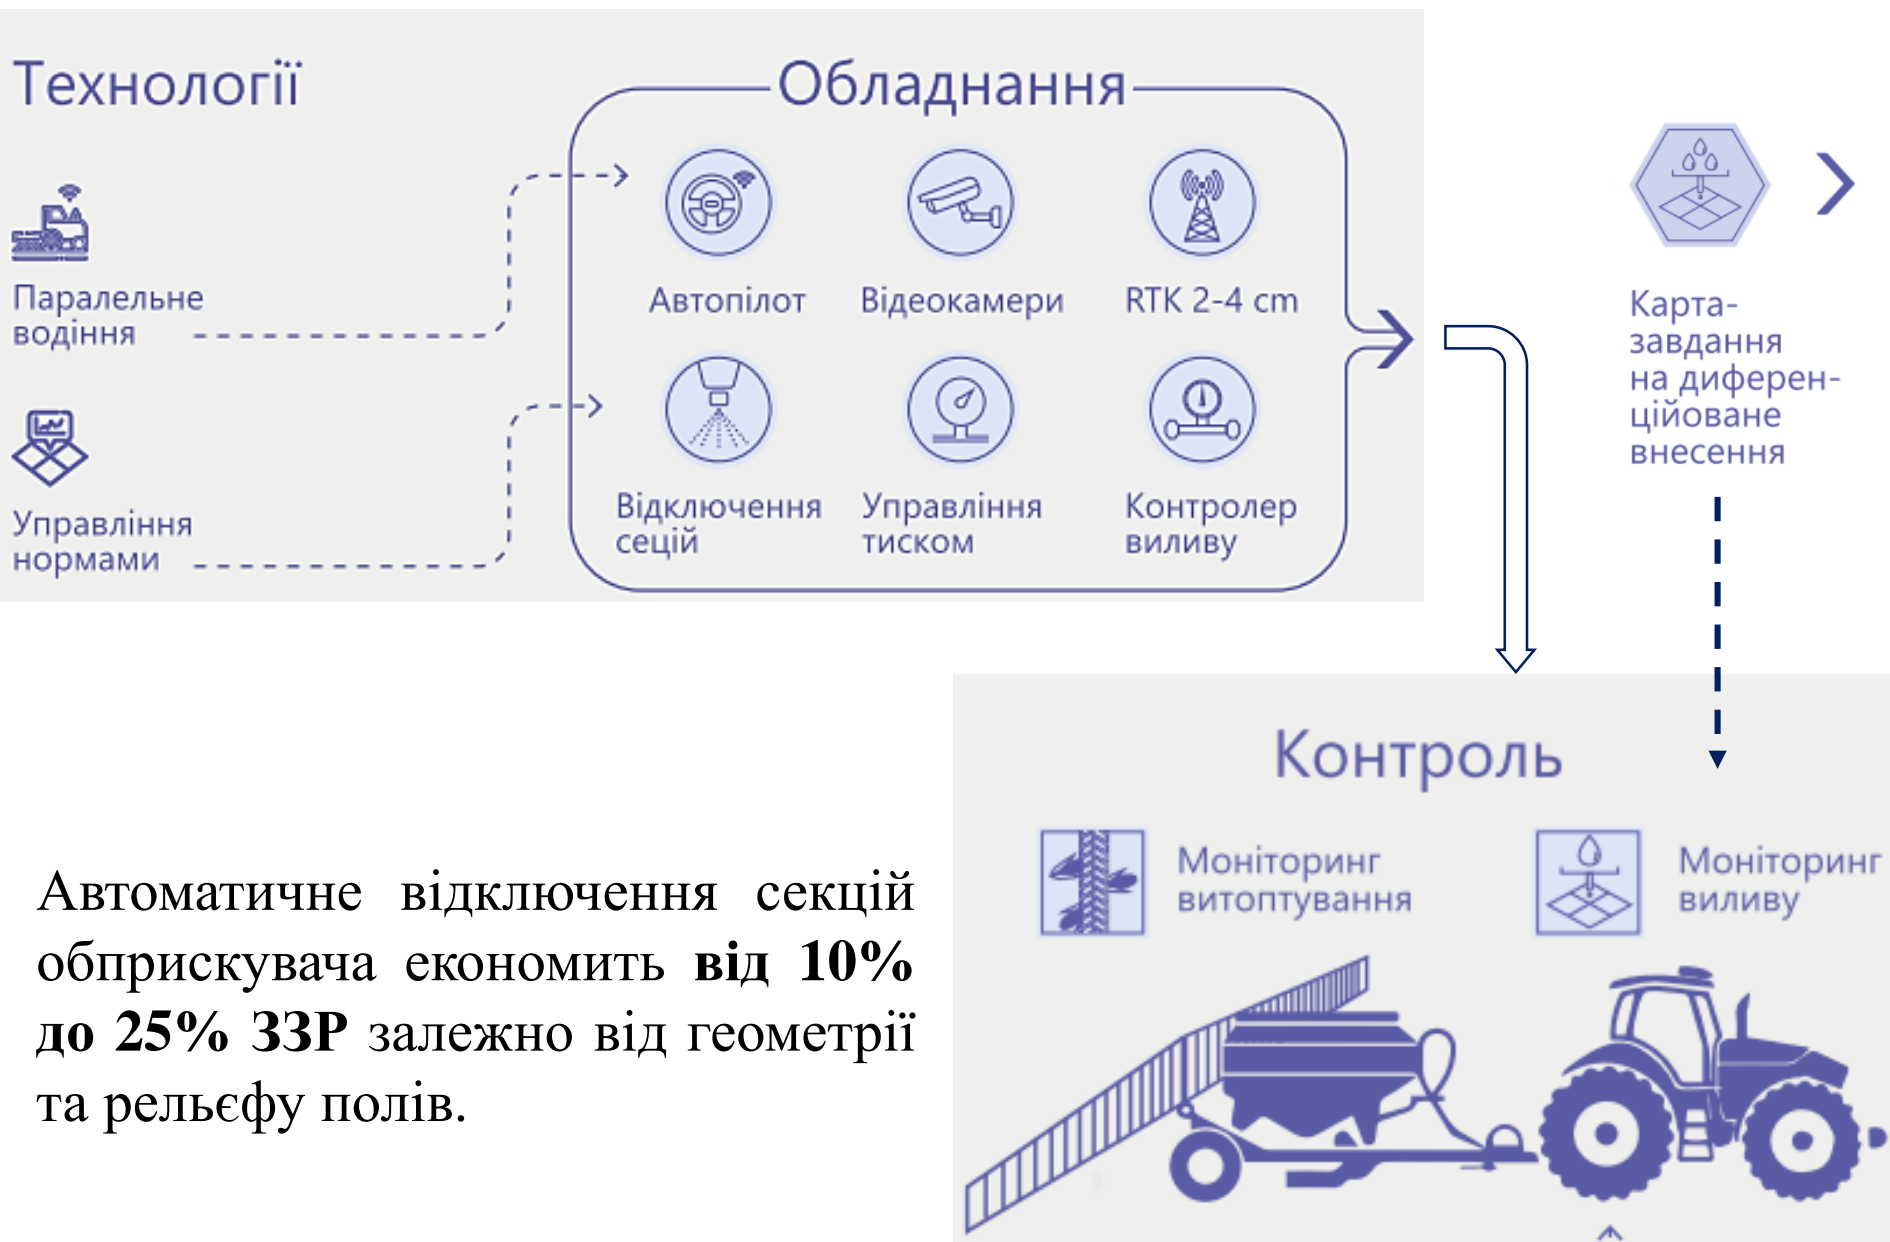 Технології
Обладнання
Паралельне
водіння
Управління
нормами
Автопілот
Відеокамери
RTK 2-4 cm
Відключення
сецій
Управління
тиском
Контролер
виливу
Карта-
завдання
на диферен-
ційоване
внесення
Контроль
Моніторинг
витоптування
Моніторинг
виливу
Автоматичне відключення секцій
обприскувача економить від 10%
до 25% ЗЗР залежно від геометрії
та рельєфу полів.